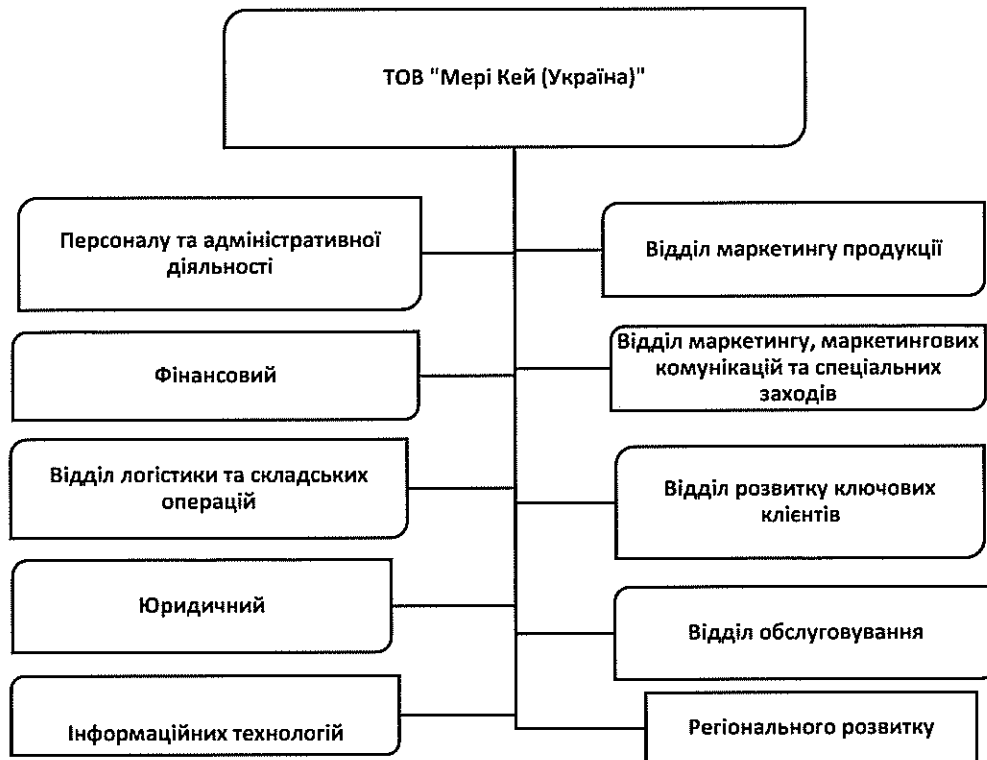 ТОВ "Мері Кей (Україна)"
Персоналу та адміністративної
діяльності
Відділ маркетингу продукції
Фінансовий
Відділ маркетингу, маркетингових
комунікацій та спеціальних
заходів
Відділ логістики та складських
операцій
Відділ розвитку ключових
клієнтів
Юридичний
Відділ обслуговування
Інформаційних технологій
Регіонального розвитку